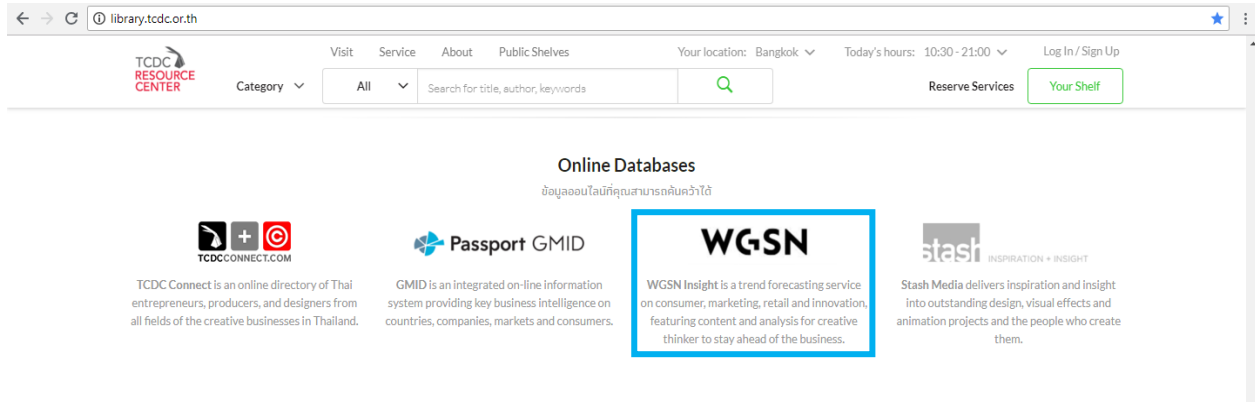 library.tcdc.or.th
Visit Service About Public Shelves Your location: Bangkok Today's hours: 10:30 - 21:00 Log In / Sign Up
TCDC
RESOURCE
CENTER
Category All Search for title, author, keywords Reserve Services Your Shelf
Online Databases
ข้อมูลออนไลน์ที่คุณสามารถค้นคว้าได้
TCDCCONNECT.COM
TCDC Connect is an online directory of Thai
entrepreneurs, producers, and designers from
all fields of the creative businesses in Thailand.
Passport GMID
GMID is an integrated on-line information
system providing key business intelligence on
countries, companies, markets and consumers.
WGSN
WGSN Insight is a trend forecasting service
on consumer, marketing, retail and innovation,
featuring content and analysis for creative
thinker to stay ahead of the business.
stash INSPIRATION + INSIGHT
Stash Media delivers inspiration and insight
into outstanding design, visual effects and
animation projects and the people who create
them.